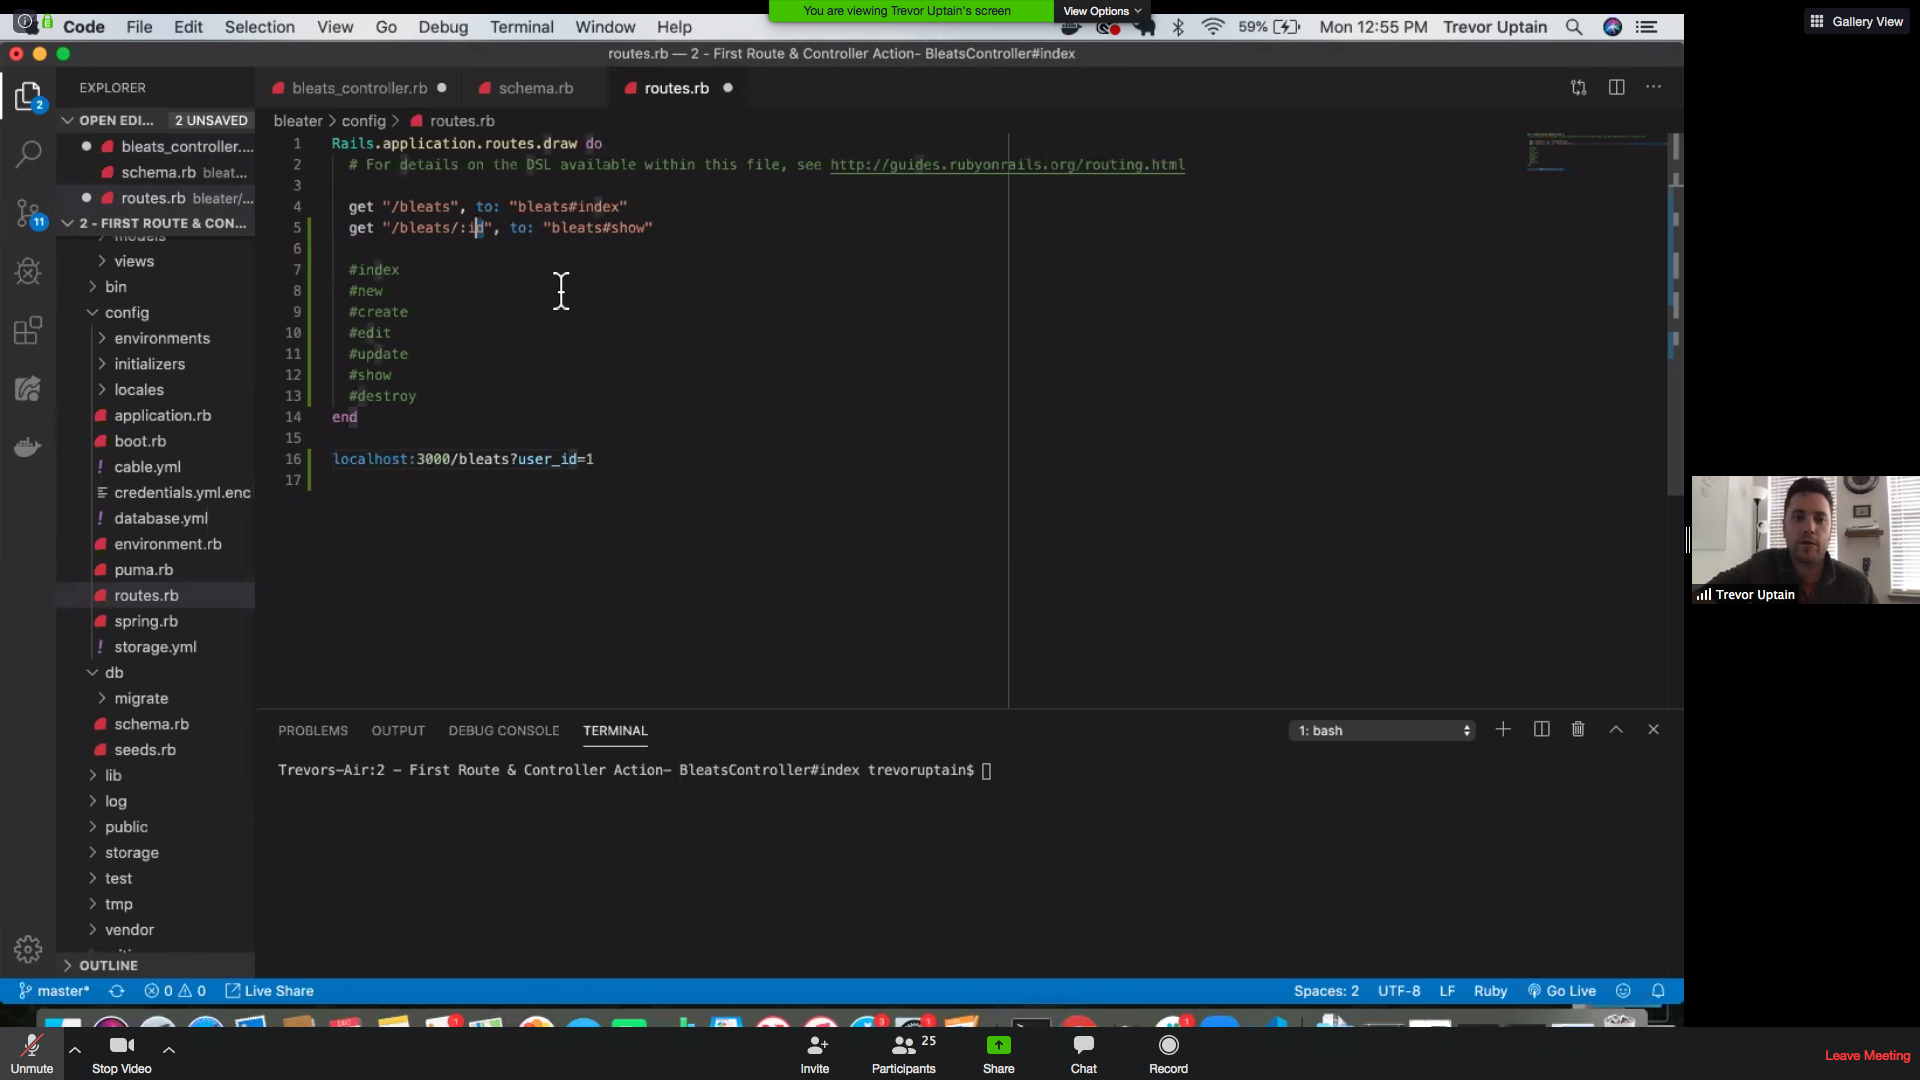 You are viewing Trevor Uptain's screen
View Options
Gallery View
Code File Edit Selection View Go Debug Terminal Window Help
59% Mon 12:55 PM Trevor Uptain
routes.rb — 2 - First Route & Controller Action- BleatsController#index
EXPLORER
bleats_controller.rb schema.rb routes.rb
OPEN EDI... 2 UNSAVED
bleater > config > routes.rb
bleats_controller....
schema.rb bleat...
routes.rb bleater/...
2 - FIRST ROUTE & CON...
models
views
bin
config
environments
initializers
locales
application.rb
boot.rb
cable.yml
credentials.yml.enc
database.yml
environment.rb
puma.rb
routes.rb
spring.rb
storage.yml
db
migrate
schema.rb
seeds.rb
lib
log
public
storage
test
tmp
vendor
OUTLINE
2
11
1 Rails.application.routes.draw do
2 # For details on the DSL available within this file, see http://guides.rubyonrails.org/routing.html
3
4 get "/bleats", to: "bleats#index"
5 get "/bleats/:id", to: "bleats#show"
6
7 #index
8 #new
9 #create
10 #edit
11 #update
12 #show
13 #destroy
14 end
15
16 localhost:3000/bleats?user_id=1
17
PROBLEMS OUTPUT DEBUG CONSOLE TERMINAL 1: bash
Trevors-Air:2 - First Route & Controller Action- BleatsController#index trevoruptain$
Trevor Uptain
master* 0 0 Live Share Spaces: 2 UTF-8 LF Ruby Go Live
Unmute Stop Video Invite Participants 25 Share Chat Record Leave Meeting